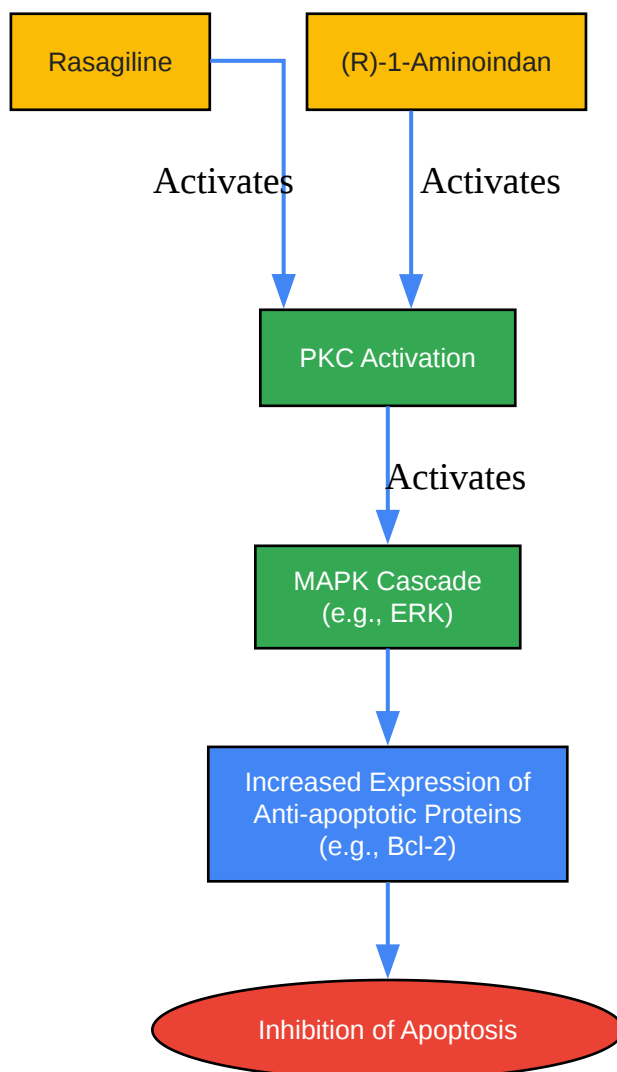 Rasagiline
(R)-1-Aminoindan
Activates
Activates
PKC Activation
Activates
MAPK Cascade
(e.g., ERK)
Increased Expression of
Anti-apoptotic Proteins
(e.g., Bcl-2)
Inhibition of Apoptosis